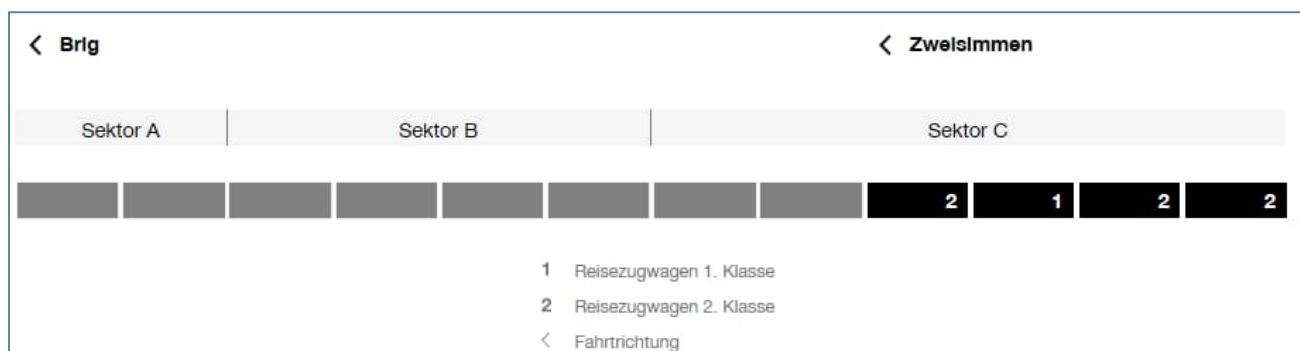 < Brig
< Zweisimmen
Sektor A
Sektor B
Sektor C
2 1 2 2
1 Reisezugwagen 1. Klasse
2 Reisezugwagen 2. Klasse
< Fahrtrichtung